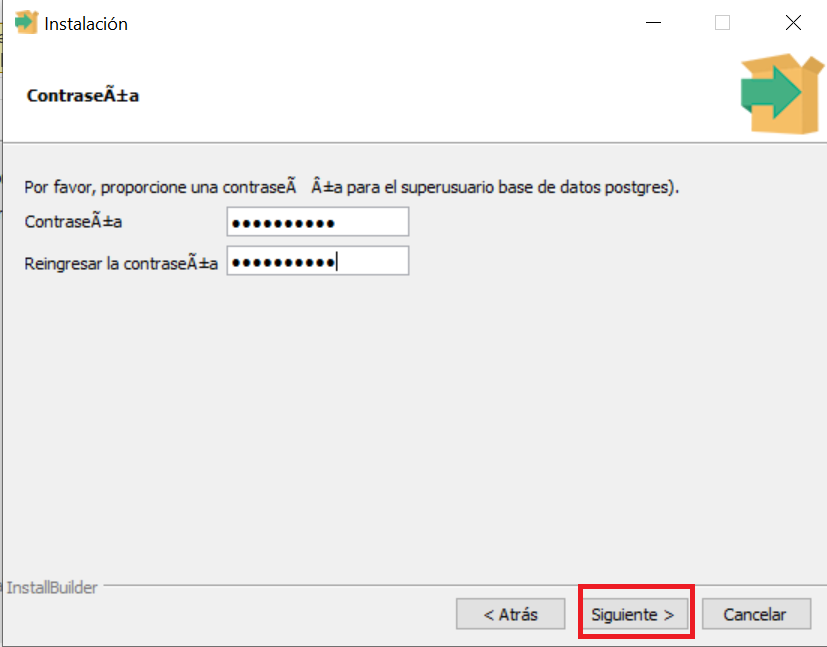 Instalación
ContraseÃ±a
Por favor, proporcione una contraseÃ Â±a para el superusuario base de datos postgres).
ContraseÃ±a ●●●●●●●●●●
Reingresar la contraseÃ±a ●●●●●●●●●●
InstallBuilder
< Atrás Siguiente > Cancelar